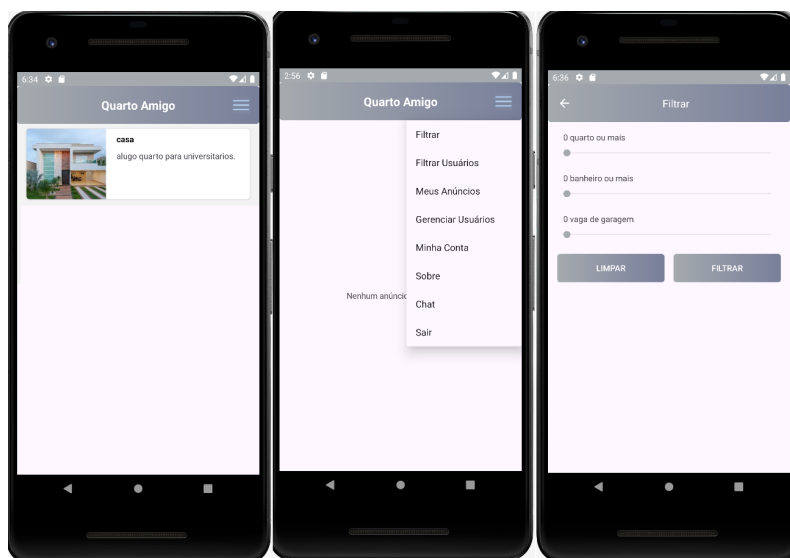 6:34
Quarto Amigo
casa
alugo quarto para universitarios.
2:56
Quarto Amigo
Filtrar
Filtrar Usuários
Meus Anúncios
Gerenciar Usuários
Minha Conta
Sobre
Chat
Sair
Nenhum anúncio
6:36
Filtrar
0 quarto ou mais
0 banheiro ou mais
0 vaga de garagem
LIMPAR
FILTRAR